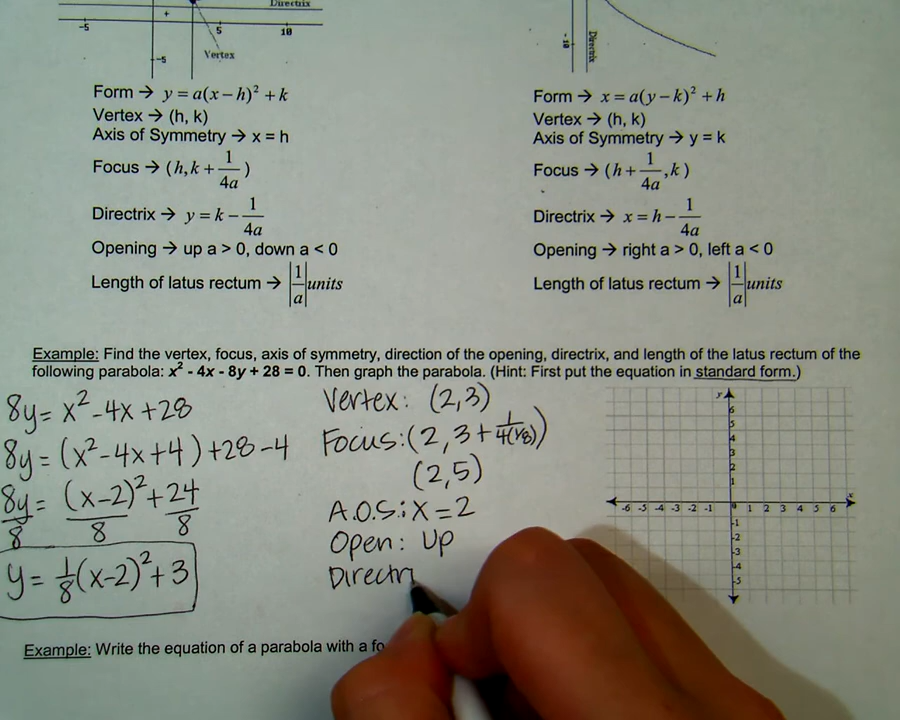 -5
5
10
-5
Vertex
Directrix
-10
Directrix
Form → y = a(x – h)² + k
Vertex → (h, k)
Axis of Symmetry → x = h
Focus → (h, k + 1/4a)
Directrix → y = k – 1/4a
Opening → up a > 0, down a < 0
Length of latus rectum → |1/a| units
Form → x = a(y – k)² + h
Vertex → (h, k)
Axis of Symmetry → y = k
Focus → (h + 1/4a, k)
Directrix → x = h – 1/4a
Opening → right a > 0, left a < 0
Length of latus rectum → |1/a| units
Example: Find the vertex, focus, axis of symmetry, direction of the opening, directrix, and length of the latus rectum of the
following parabola: x² - 4x - 8y + 28 = 0. Then graph the parabola. (Hint: First put the equation in standard form.)
8y = x² - 4x + 28
8y = (x² - 4x + 4) + 28 - 4
8y/8 = (x-2)²/8 + 24/8
y = 1/8 (x-2)² + 3
Vertex: (2,3)
Focus: (2, 3 + 1/4(1/8))
(2,5)
A.O.S.: x = 2
Open: Up
Directri
y
6
5
4
3
2
1
-6 -5 -4 -3 -2 -1 0 1 2 3 4 5 6 x
-1
-2
-3
-4
-5
Example: Write the equation of a parabola with a fo